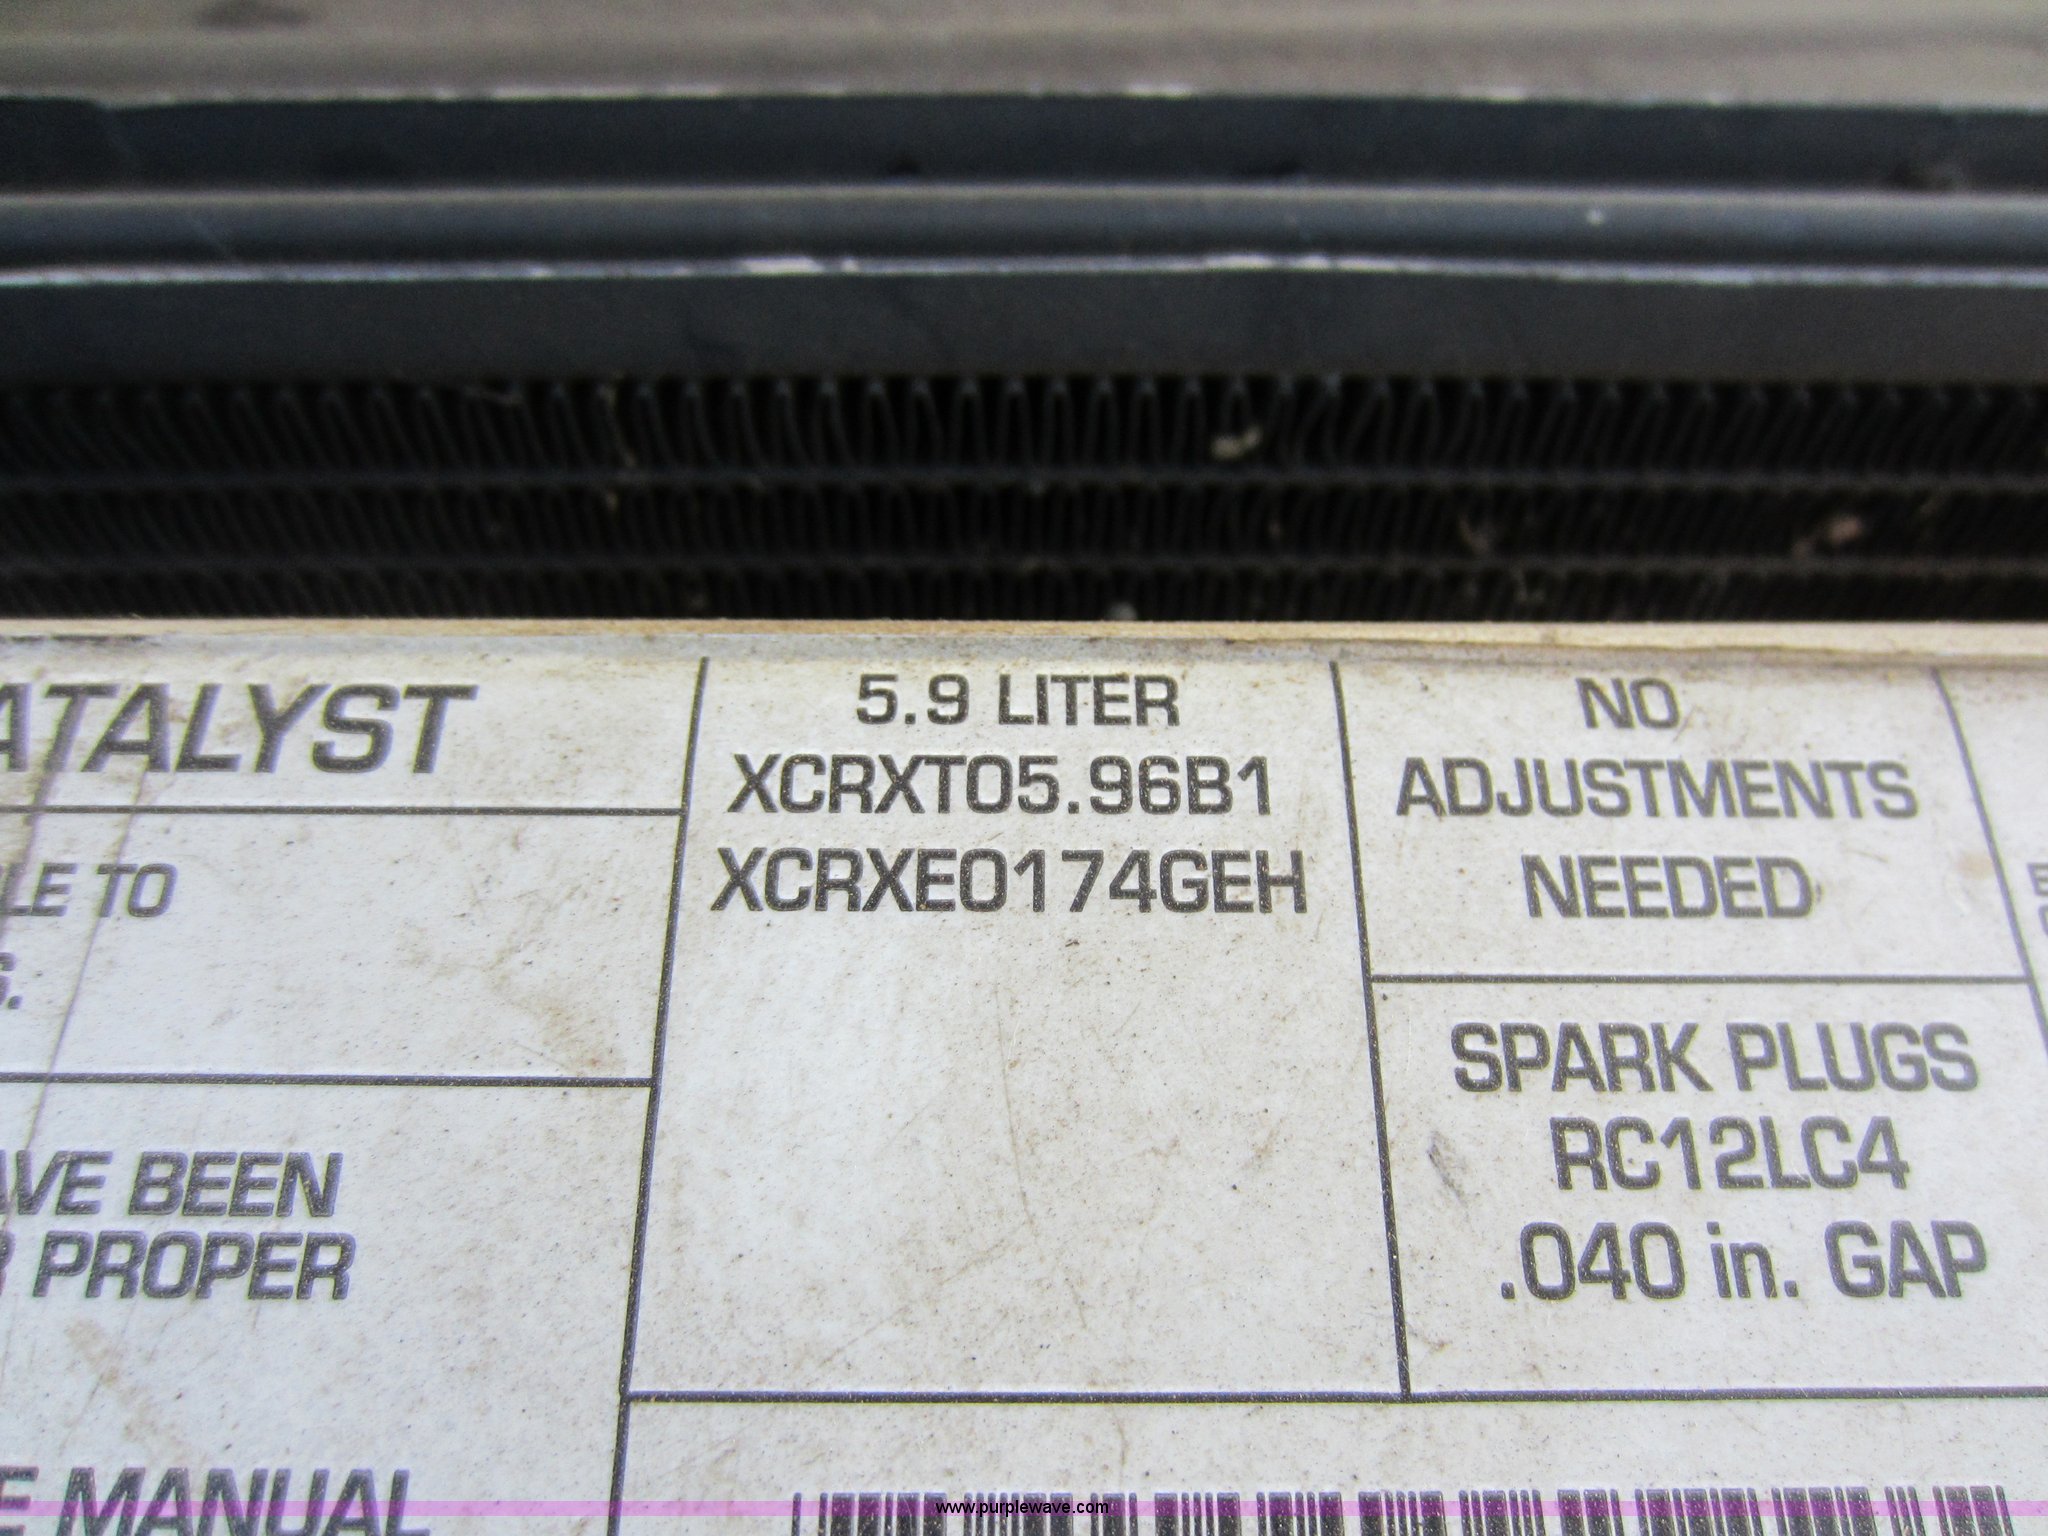 ATALYST
LE TO
S.
AVE BEEN
R PROPER
E MANUAL
5.9 LITER
XCRXT05.96B1
XCRXE0174GEH
NO
ADJUSTMENTS
NEEDED
SPARK PLUGS
RC12LC4
.040 in. GAP
www.purplewave.com